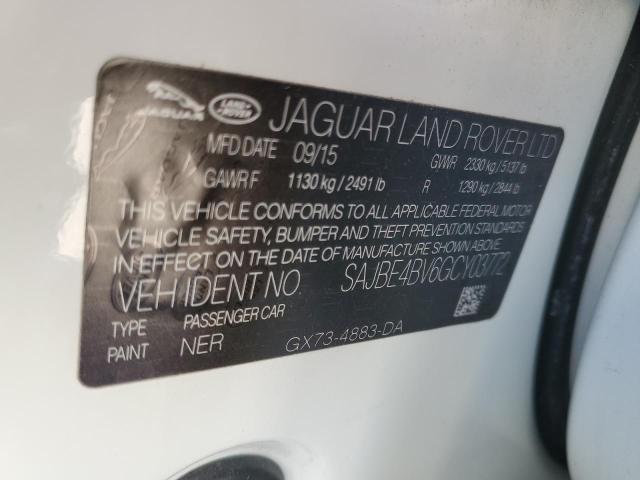 JAGUAR LAND ROVER JAGUAR LAND ROVER LTD
MFD DATE 09/15 GWR 2330 kg / 5137 lb
GAWR F 1130 kg / 2491 lb R 1290 kg / 2844 lb
THIS VEHICLE CONFORMS TO ALL APPLICABLE FEDERAL MOTOR
VEHICLE SAFETY, BUMPER AND THEFT PREVENTION STANDARDS
IN EFFECT ON THE DATE OF MANUFACTURE SHOWN ABOVE.
VEH IDENT NO SAJBE4BV6GCY03772
TYPE PASSENGER CAR
PAINT NER GX73-4883-DA